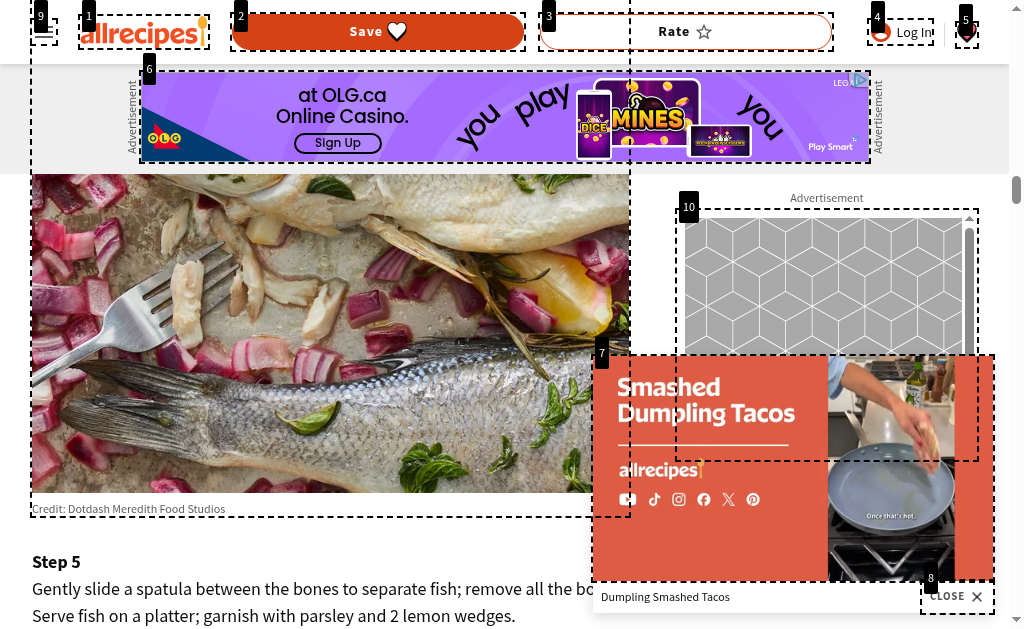 9
1
allrecipes
2
Save
3
Rate
4
Log In
5
6
Advertisement
at OLG.ca
Online Casino.
Sign Up
OLG
you play you
DICE
MINES
Play Smart
Advertisement
Advertisement
10
7
Smashed
Dumpling Tacos
allrecipes
Once that's hot,
Credit: Dotdash Meredith Food Studios
Step 5
Gently slide a spatula between the bones to separate fish; remove all the bo
Serve fish on a platter; garnish with parsley and 2 lemon wedges.
Dumpling Smashed Tacos
8
CLOSE